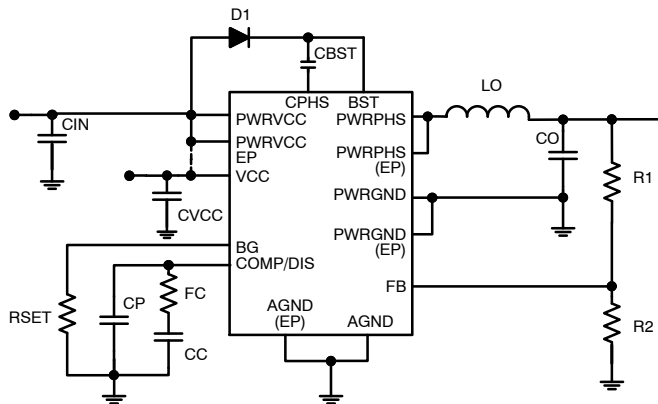 D1
CBST
CPHS
BST
LO
CIN
PWRVCC
PWRPHS
PWRVCC
EP
PWRPHS
(EP)
CO
R1
VCC
CVCC
PWRGND
PWRGND
(EP)
BG
COMP/DIS
FB
RSET
CP
FC
CC
AGND
(EP)
AGND
R2